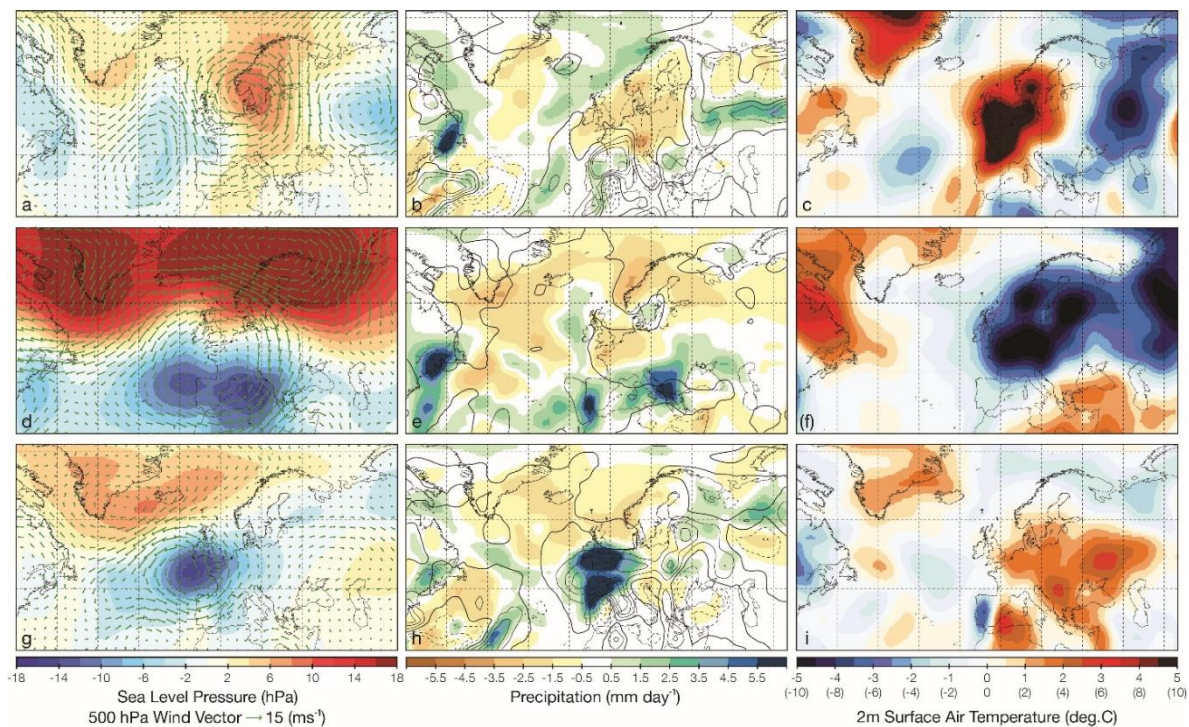 a
b
c
d
e
(f)
g
h
i
-18 -14 -10 -6 -2 2 6 10 14 18
-5.5 -4.5 -3.5 -2.5 -1.5 -0.5 0.5 1.5 2.5 3.5 4.5 5.5
-5 -4 -3 -2 -1 0 1 2 3 4 5
(-10) (-8) (-6) (-4) (-2) 0 (2) (4) (6) (8) (10)
Sea Level Pressure (hPa)
Precipitation (mm day⁻¹)
500 hPa Wind Vector → 15 (ms⁻¹)
2m Surface Air Temperature (deg.C)